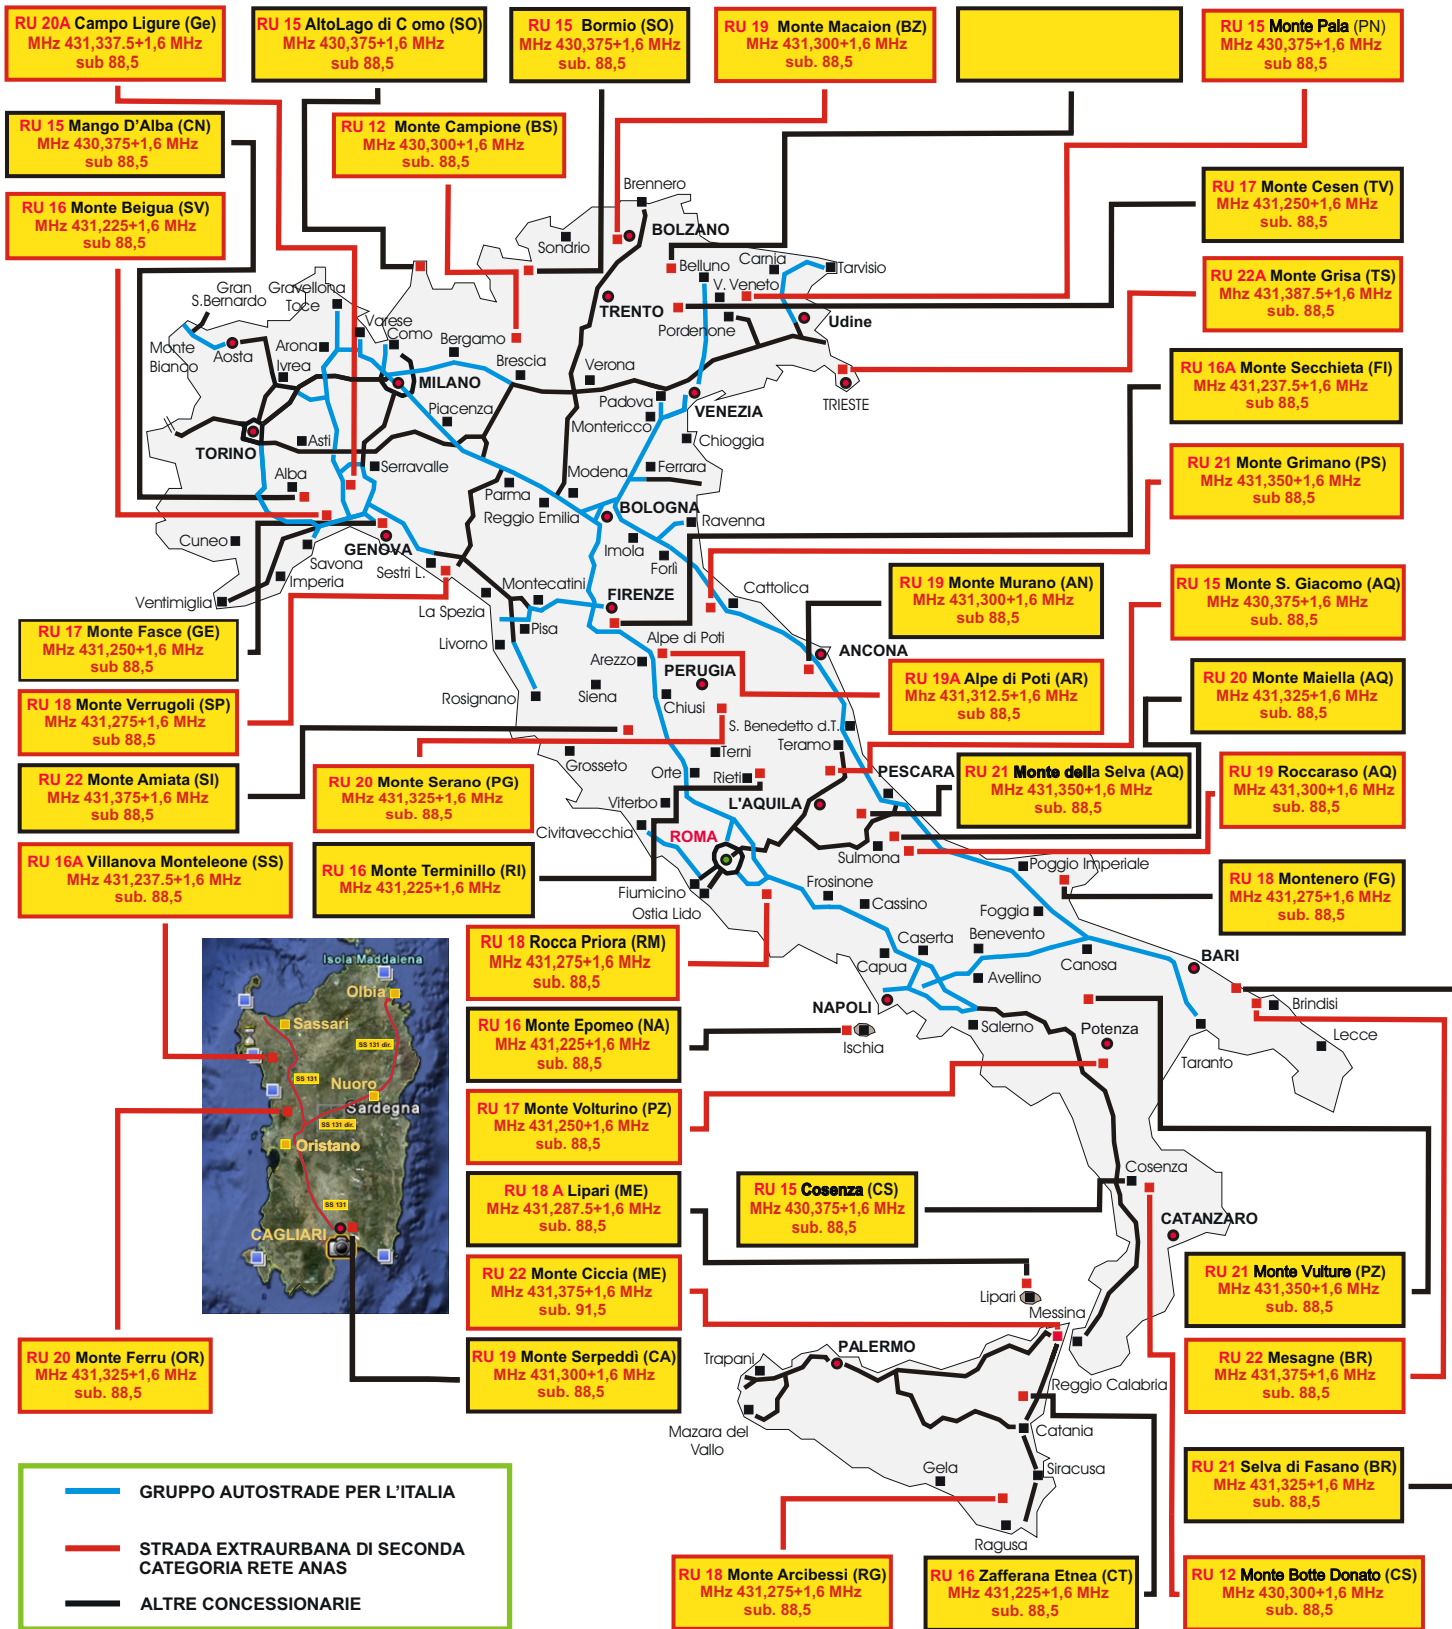 RU 20A Campo Ligure (Ge)
MHz 431,337.5+1,6 MHz
sub 88,5
RU 15 AltoLago di C omo (SO)
MHz 430,375+1,6 MHz
sub 88,5
RU 15 Bormio (SO)
MHz 430,375+1,6 MHz
sub. 88,5
RU 19 Monte Macaion (BZ)
MHz 431,300+1,6 MHz
sub. 88,5
RU 15 Monte Pala (PN)
MHz 430,375+1,6 MHz
sub 88,5
RU 15 Mango D'Alba (CN)
MHz 430,375+1,6 MHz
sub 88,5
RU 12 Monte Campione (BS)
MHz 430,300+1,6 MHz
sub. 88,5
RU 16 Monte Beigua (SV)
MHz 431,225+1,6 MHz
sub 88,5
RU 17 Monte Cesen (TV)
MHz 431,250+1,6 MHz
sub. 88,5
RU 22A Monte Grisa (TS)
Mhz 431,387.5+1,6 MHz
sub. 88,5
RU 16A Monte Secchieta (FI)
MHz 431,237.5+1,6 MHz
sub 88,5
RU 21 Monte Grimano (PS)
MHz 431,350+1,6 MHz
sub 88,5
Brennero
BOLZANO
Sondrio
Belluno
Carnia
Tarvisio
V. Veneto
TRENTO
Pordenone
Udine
Gran
S.Bernardo
Gravellona
Toce
Varese
Como
Monte
Bianco
Aosta
Arona
Ivrea
Bergamo
Brescia
Verona
MILANO
Padova
VENEZIA
TRIESTE
Piacenza
Montericco
Chioggia
TORINO
Asti
Serravalle
Modena
Ferrara
Alba
Parma
Reggio Emilia
BOLOGNA
Ravenna
Cuneo
GENOVA
Savona
Sestri L.
Imola
Forlì
Imperia
Montecatini
Cattolica
Ventimiglia
La Spezia
FIRENZE
RU 19 Monte Murano (AN)
MHz 431,300+1,6 MHz
sub 88,5
RU 15 Monte S. Giacomo (AQ)
MHz 430,375+1,6 MHz
sub 88,5
RU 17 Monte Fasce (GE)
MHz 431,250+1,6 MHz
sub 88,5
Pisa
Livorno
Alpe di Poti
Arezzo
PERUGIA
ANCONA
RU 19A Alpe di Poti (AR)
Mhz 431,312.5+1,6 MHz
sub 88,5
RU 20 Monte Maiella (AQ)
MHz 431,325+1,6 MHz
sub. 88,5
RU 18 Monte Verrugoli (SP)
MHz 431,275+1,6 MHz
sub 88,5
Rosignano
Siena
Chiusi
S. Benedetto d.T.
Teramo
Grosseto
Terni
Orte
Rieti
PESCARA
RU 22 Monte Amiata (SI)
MHz 431,375+1,6 MHz
sub 88,5
RU 20 Monte Serano (PG)
MHz 431,325+1,6 MHz
sub. 88,5
RU 21 Monte della Selva (AQ)
MHz 431,350+1,6 MHz
sub. 88,5
RU 19 Roccaraso (AQ)
MHz 431,300+1,6 MHz
sub. 88,5
Viterbo
L'AQUILA
Civitavecchia
ROMA
Sulmona
Poggio Imperiale
RU 16A Villanova Monteleone (SS)
MHz 431,237.5+1,6 MHz
sub. 88,5
RU 16 Monte Terminillo (RI)
MHz 431,225+1,6 MHz
Fiumicino
Ostia Lido
Frosinone
Cassino
Foggia
RU 18 Montenero (FG)
MHz 431,275+1,6 MHz
sub. 88,5
RU 18 Rocca Priora (RM)
MHz 431,275+1,6 MHz
sub. 88,5
Caserta
Capua
Benevento
Avellino
Canosa
BARI
Brindisi
Lecce
Taranto
NAPOLI
Salerno
Potenza
Ischia
Isola Maddalena
Olbia
Sassari
SS 131 dir.
SS 131
Nuoro
Sardegna
SS 131 dir.
Oristano
SS 131
CAGLIARI
RU 16 Monte Epomeo (NA)
MHz 431,225+1,6 MHz
sub. 88,5
RU 17 Monte Volturino (PZ)
MHz 431,250+1,6 MHz
sub. 88,5
RU 18 A Lipari (ME)
MHz 431,287.5+1,6 MHz
sub. 88,5
RU 15 Cosenza (CS)
MHz 430,375+1,6 MHz
sub. 88,5
Cosenza
CATANZARO
RU 22 Monte Ciccia (ME)
MHz 431,375+1,6 MHz
sub. 91,5
Lipari
Messina
RU 21 Monte Vulture (PZ)
MHz 431,350+1,6 MHz
sub. 88,5
RU 20 Monte Ferru (OR)
MHz 431,325+1,6 MHz
sub. 88,5
RU 19 Monte Serpeddì (CA)
MHz 431,300+1,6 MHz
sub. 88,5
Trapani
PALERMO
Reggio Calabria
RU 22 Mesagne (BR)
MHz 431,375+1,6 MHz
sub. 88,5
Mazara del
Vallo
Catania
Gela
Siracusa
Ragusa
RU 21 Selva di Fasano (BR)
MHz 431,325+1,6 MHz
sub. 88,5
GRUPPO AUTOSTRADE PER L'ITALIA
STRADA EXTRAURBANA DI SECONDA
CATEGORIA RETE ANAS
ALTRE CONCESSIONARIE
RU 18 Monte Arcibessi (RG)
MHz 431,275+1,6 MHz
sub. 88,5
RU 16 Zafferana Etnea (CT)
MHz 431,225+1,6 MHz
sub. 88,5
RU 12 Monte Botte Donato (CS)
MHz 430,300+1,6 MHz
sub. 88,5